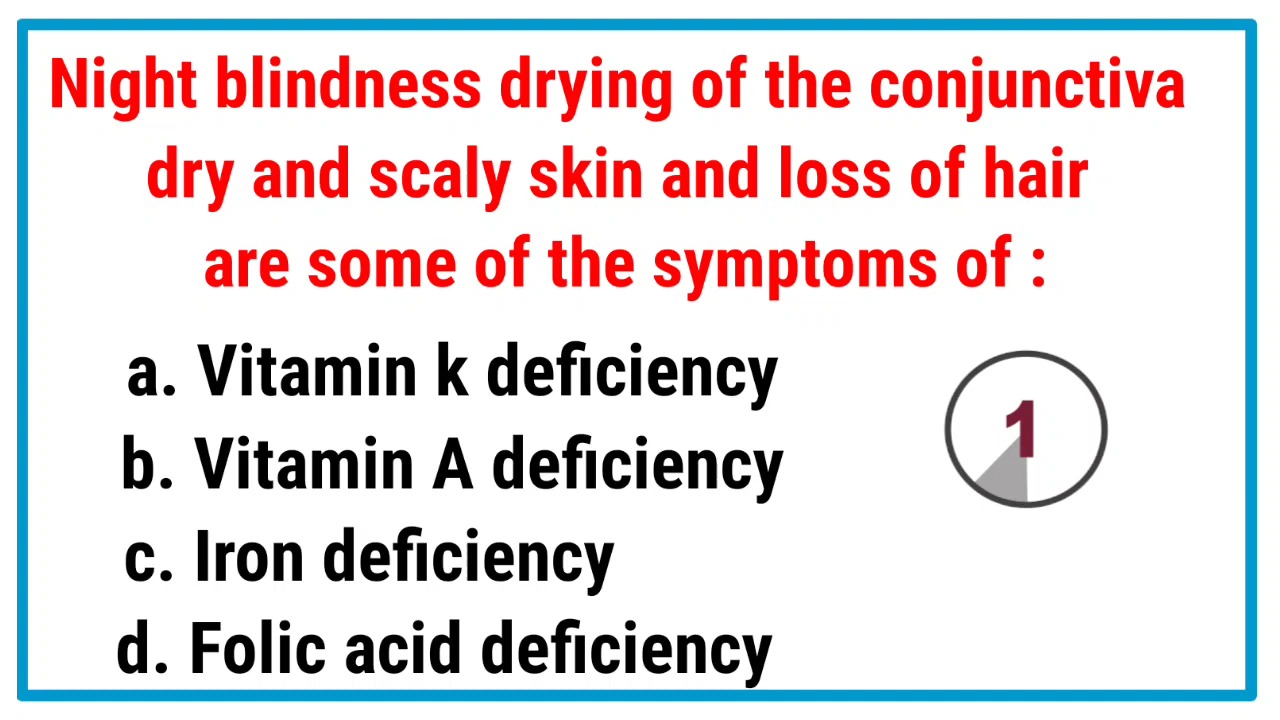 Night blindness drying of the conjunctiva
dry and scaly skin and loss of hair
are some of the symptoms of :
a. Vitamin k deficiency
b. Vitamin A deficiency
1
c. Iron deficiency
d. Folic acid deficiency